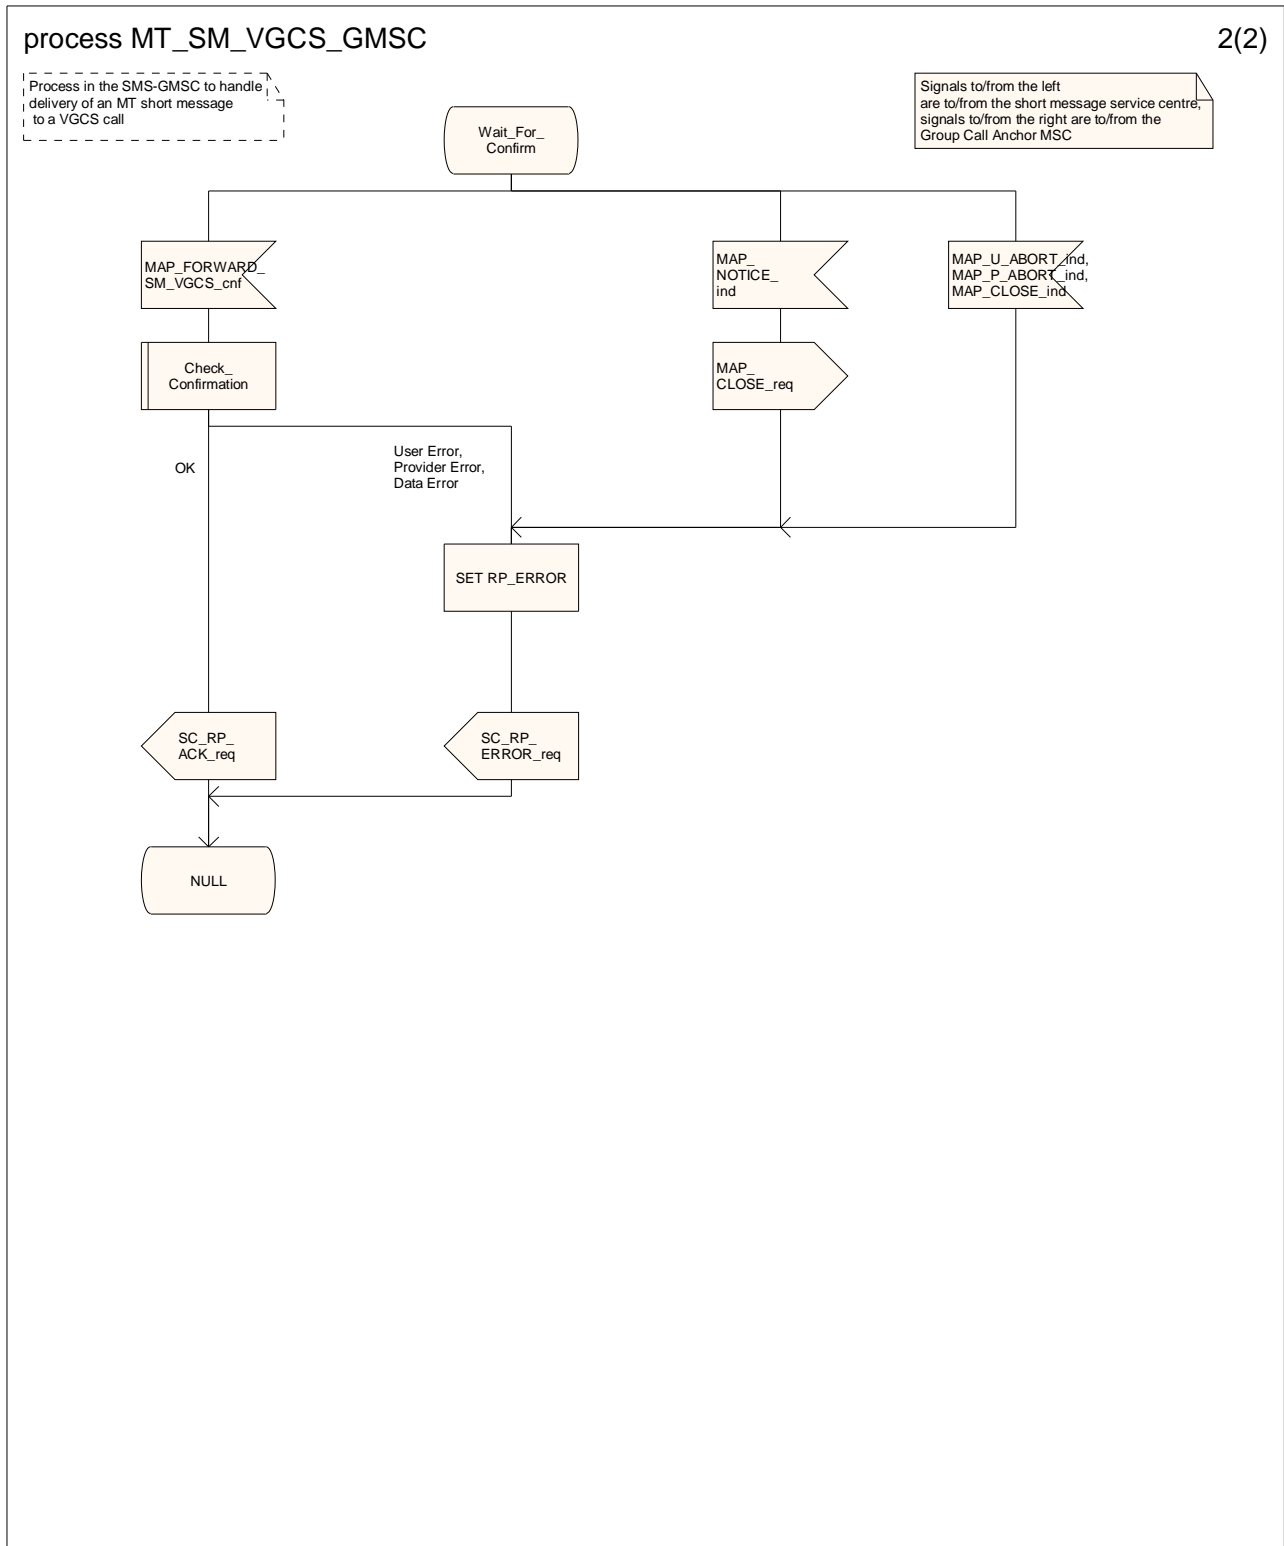 process MT_SM_VGCS_GMSC
2(2)
Process in the SMS-GMSC to handle
delivery of an MT short message
to a VGCS call
Signals to/from the left
are to/from the short message service centre,
signals to/from the right are to/from the
Group Call Anchor MSC
Wait_For_
Confirm
MAP_FORWARD_
SM_VGCS_cnf
MAP_
NOTICE_
ind
MAP_U_ABORT_ind,
MAP_P_ABORT_ind,
MAP_CLOSE_ind
Check_
Confirmation
MAP_
CLOSE_req
OK
User Error,
Provider Error,
Data Error
SET RP_ERROR
SC_RP_
ACK_req
SC_RP_
ERROR_req
NULL